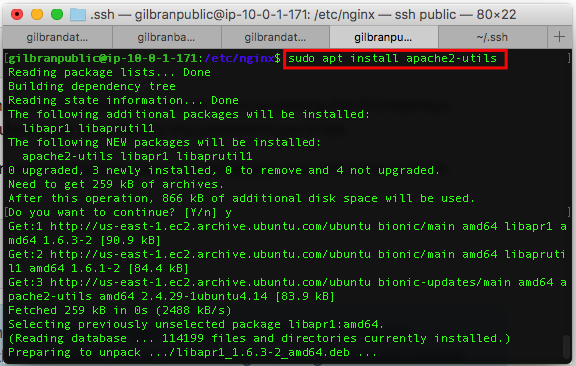 .ssh — gilbranpublic@ip-10-0-1-171: /etc/nginx — ssh public — 80×22
gilbrandat... gilbranba... gilbrandat... gilbranpu... ~/.ssh
[gilbranpublic@ip-10-0-1-171:/etc/nginx$ sudo apt install apache2-utils ]
Reading package lists... Done
Building dependency tree
Reading state information... Done
The following additional packages will be installed:
  libapr1 libaprutil1
The following NEW packages will be installed:
  apache2-utils libapr1 libaprutil1
0 upgraded, 3 newly installed, 0 to remove and 4 not upgraded.
Need to get 259 kB of archives.
After this operation, 866 kB of additional disk space will be used.
[Do you want to continue? [Y/n] y ]
Get:1 http://us-east-1.ec2.archive.ubuntu.com/ubuntu bionic/main amd64 libapr1 a
md64 1.6.3-2 [90.9 kB]
Get:2 http://us-east-1.ec2.archive.ubuntu.com/ubuntu bionic/main amd64 libapruti
l1 amd64 1.6.1-2 [84.4 kB]
Get:3 http://us-east-1.ec2.archive.ubuntu.com/ubuntu bionic-updates/main amd64 a
pache2-utils amd64 2.4.29-1ubuntu4.14 [83.9 kB]
Fetched 259 kB in 0s (2488 kB/s)
Selecting previously unselected package libapr1:amd64.
(Reading database ... 114199 files and directories currently installed.)
Preparing to unpack .../libapr1_1.6.3-2_amd64.deb ...